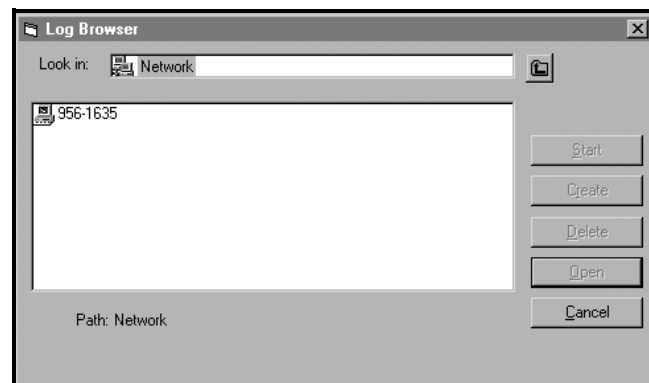 Log Browser
Look in: Network
956-1635
Start
Create
Delete
Open
Cancel
Path: Network